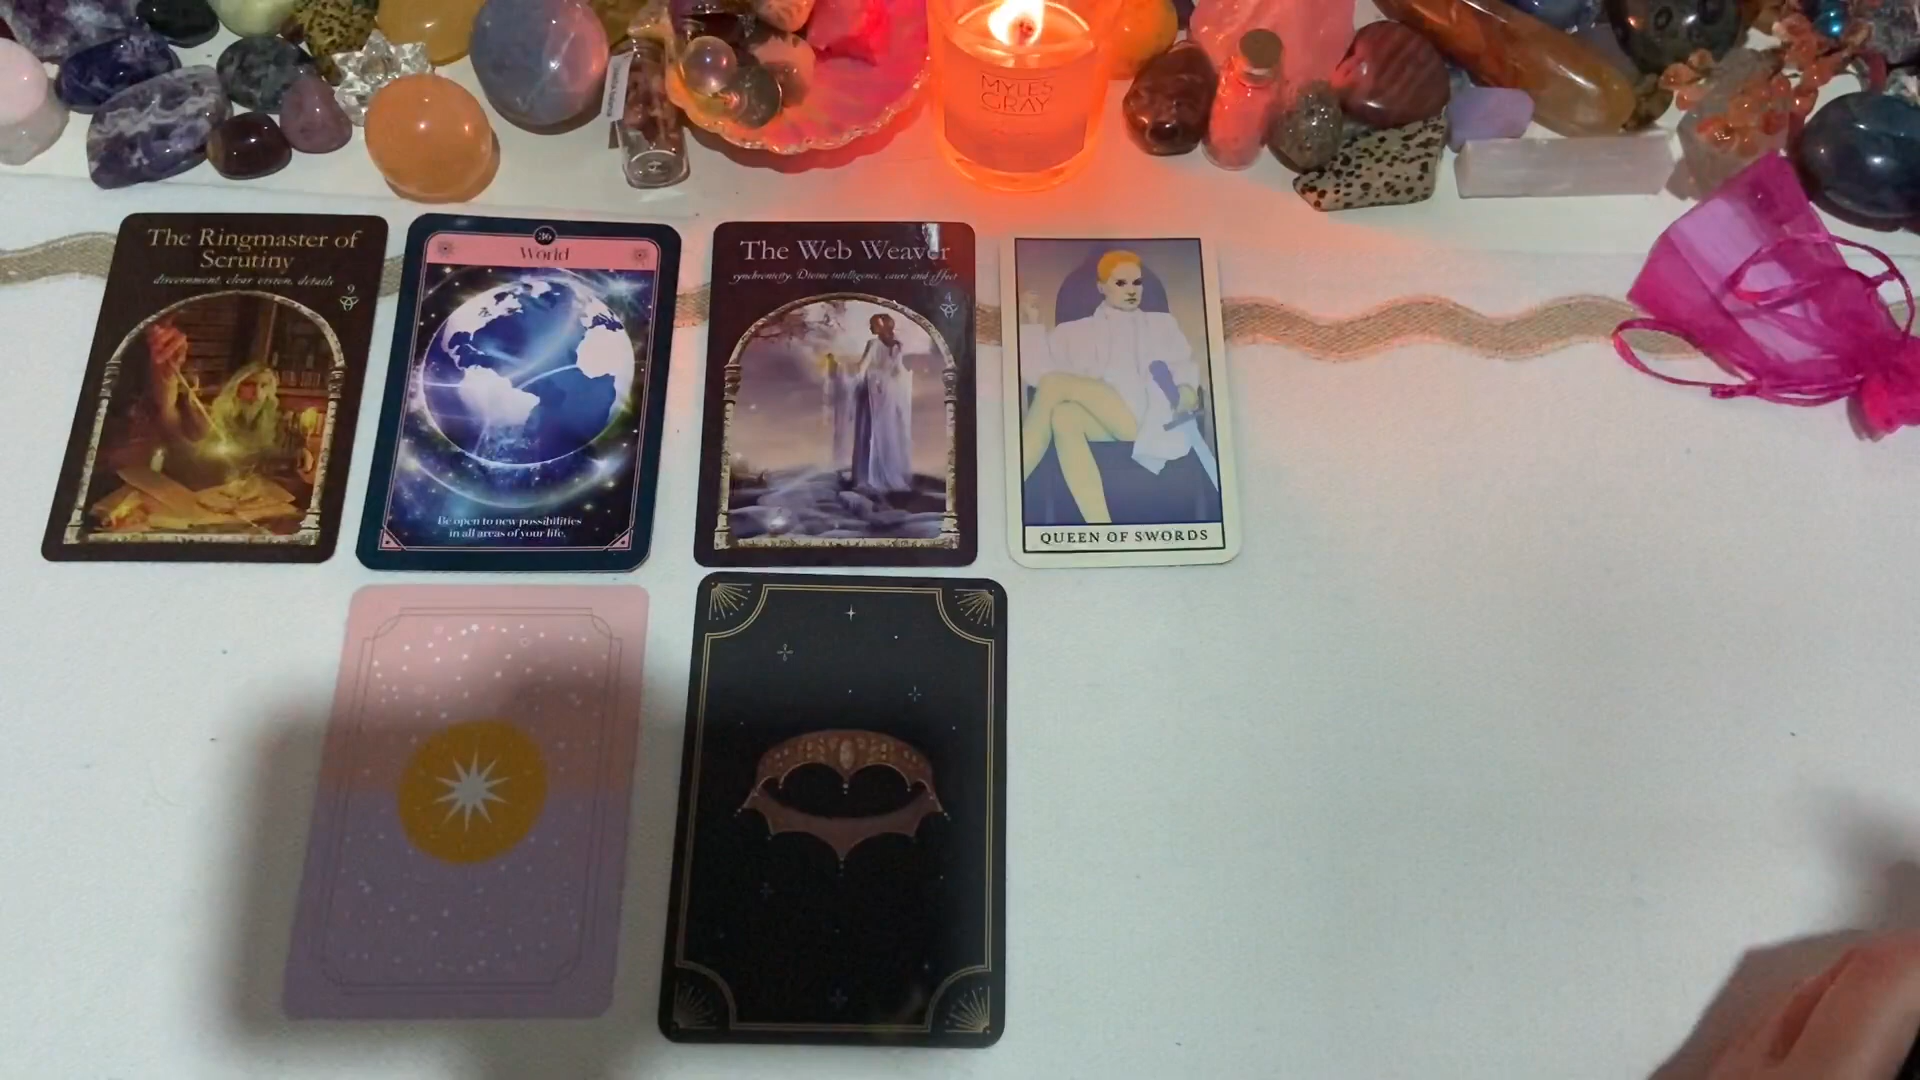 MYLES
GRAY
The Ringmaster of
Scrutiny
discernment, clear vision, details
9
36
World
Be open to new possibilities
in all areas of your life.
The Web Weaver
synchronicity, Divine intelligence, cause and effect
4
QUEEN OF SWORDS